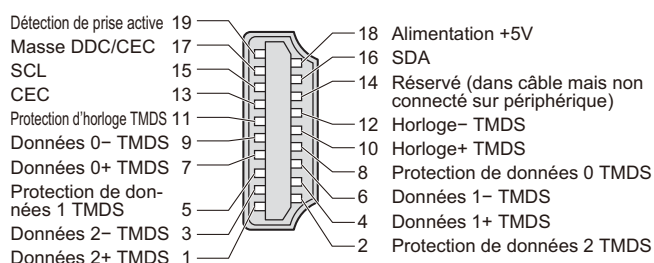 Détection de prise active 19
Masse DDC/CEC 17
SCL 15
CEC 13
Protection d'horloge TMDS 11
Données 0− TMDS 9
Données 0+ TMDS 7
Protection de don-
nées 1 TMDS 5
Données 2− TMDS 3
Données 2+ TMDS 1
18 Alimentation +5V
16 SDA
14 Réservé (dans câble mais non
connecté sur périphérique)
12 Horloge− TMDS
10 Horloge+ TMDS
8 Protection de données 0 TMDS
6 Données 1− TMDS
4 Données 1+ TMDS
2 Protection de données 2 TMDS